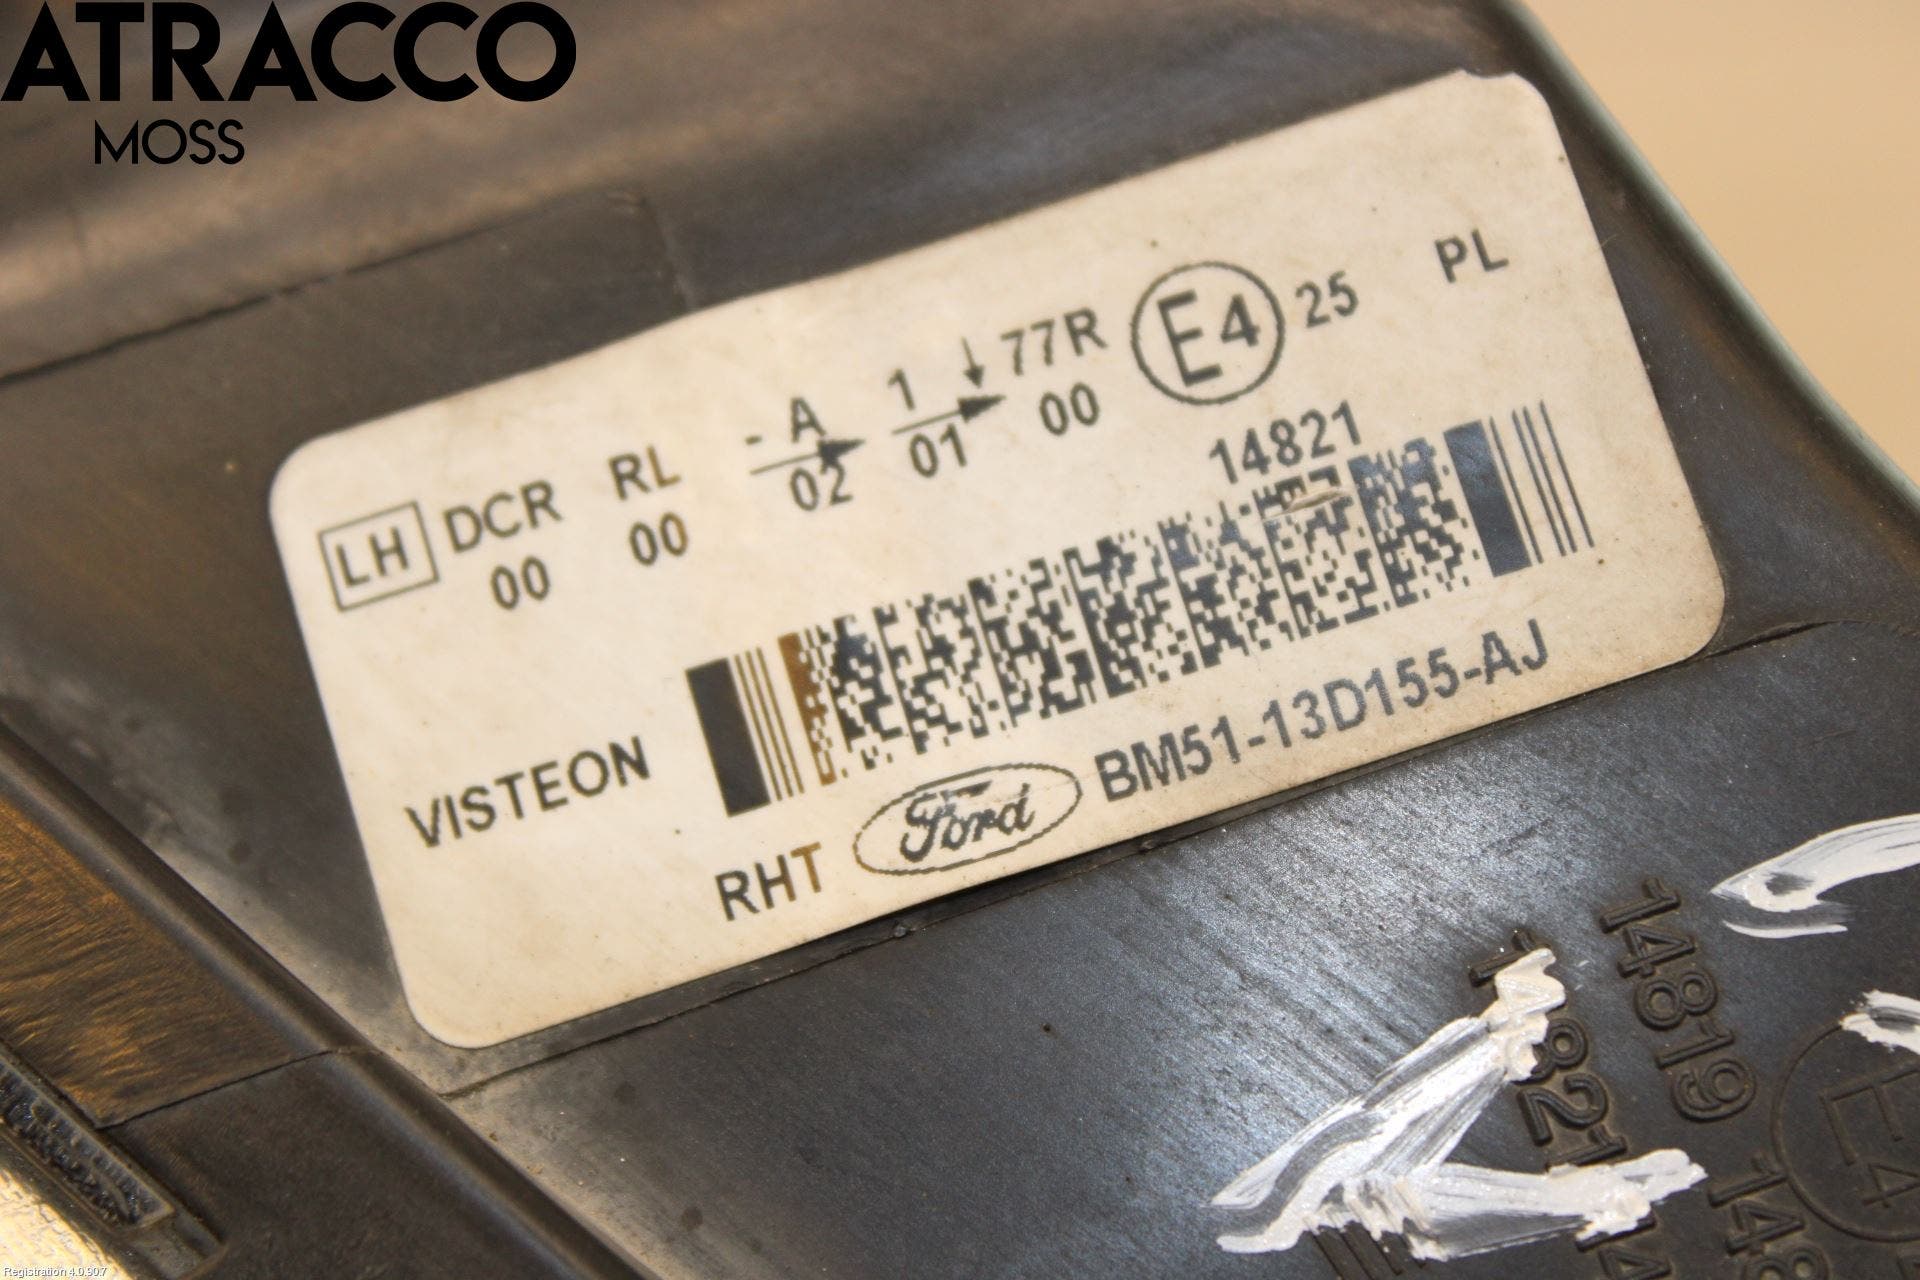 ATRACCO
MOSS
LH DCR RL - A 1 77R E4 25 PL
00 00 02 01 00
14821
VISTEON
RHT Ford BM51-13D155-AJ
14819
E4
Registration 4.0.907